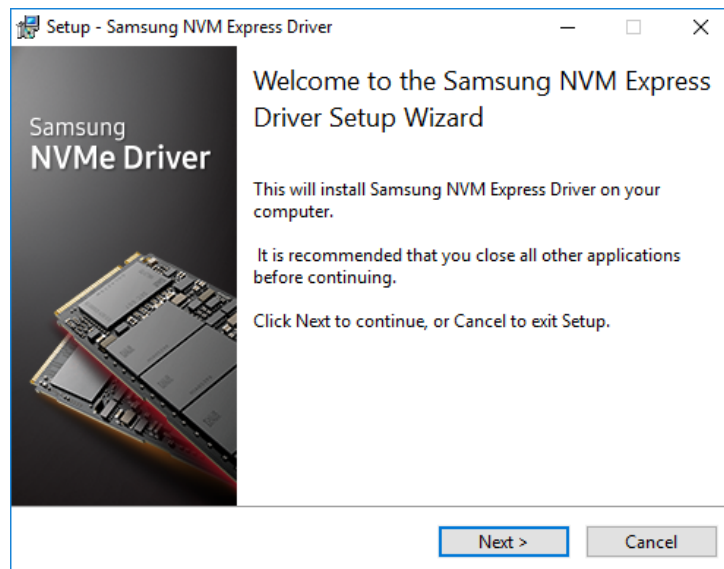 Setup - Samsung NVM Express Driver
Samsung
NVMe Driver
Welcome to the Samsung NVM Express
Driver Setup Wizard
This will install Samsung NVM Express Driver on your
computer.
It is recommended that you close all other applications
before continuing.
Click Next to continue, or Cancel to exit Setup.
Next >
Cancel